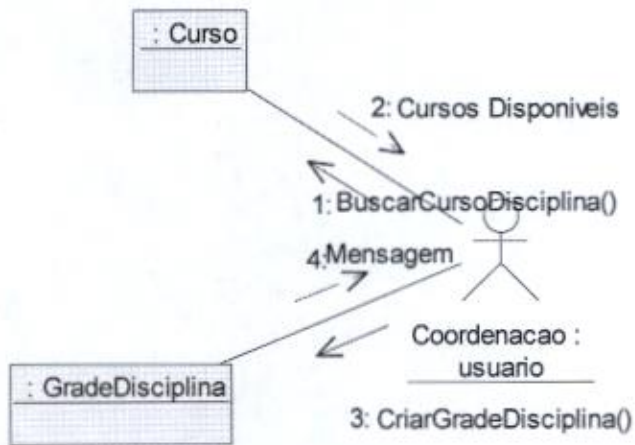 : Curso
2: Cursos Disponiveis
1: BuscarCursoDisciplina()
4:Mensagem
Coordenacao :
usuario
: GradeDisciplina
3: CriarGradeDisciplina()